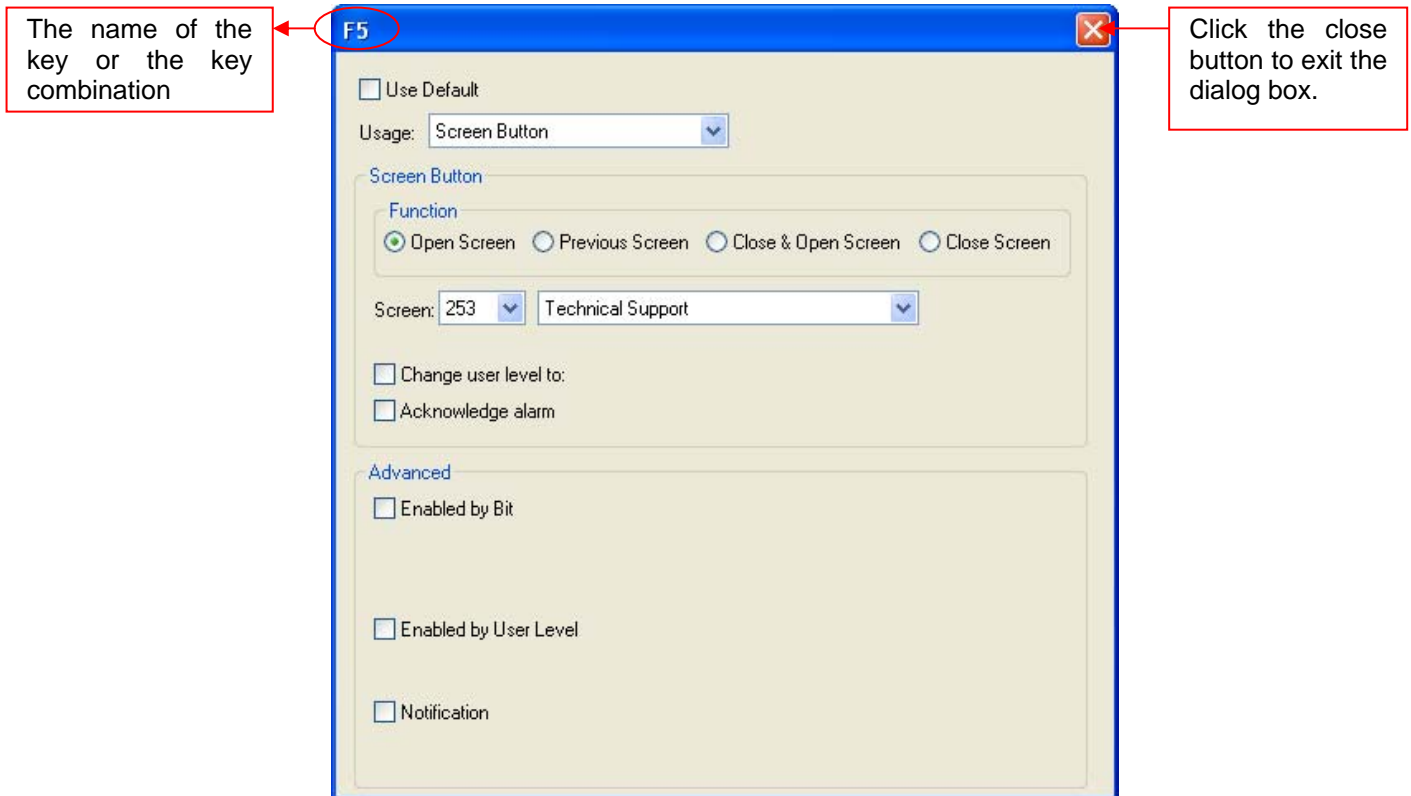 The name of the
key or the key
combination
F5
Click the close
button to exit the
dialog box.
Use Default
Usage: Screen Button
Screen Button
Function
Open Screen Previous Screen Close & Open Screen Close Screen
Screen: 253 Technical Support
Change user level to:
Acknowledge alarm
Advanced
Enabled by Bit
Enabled by User Level
Notification